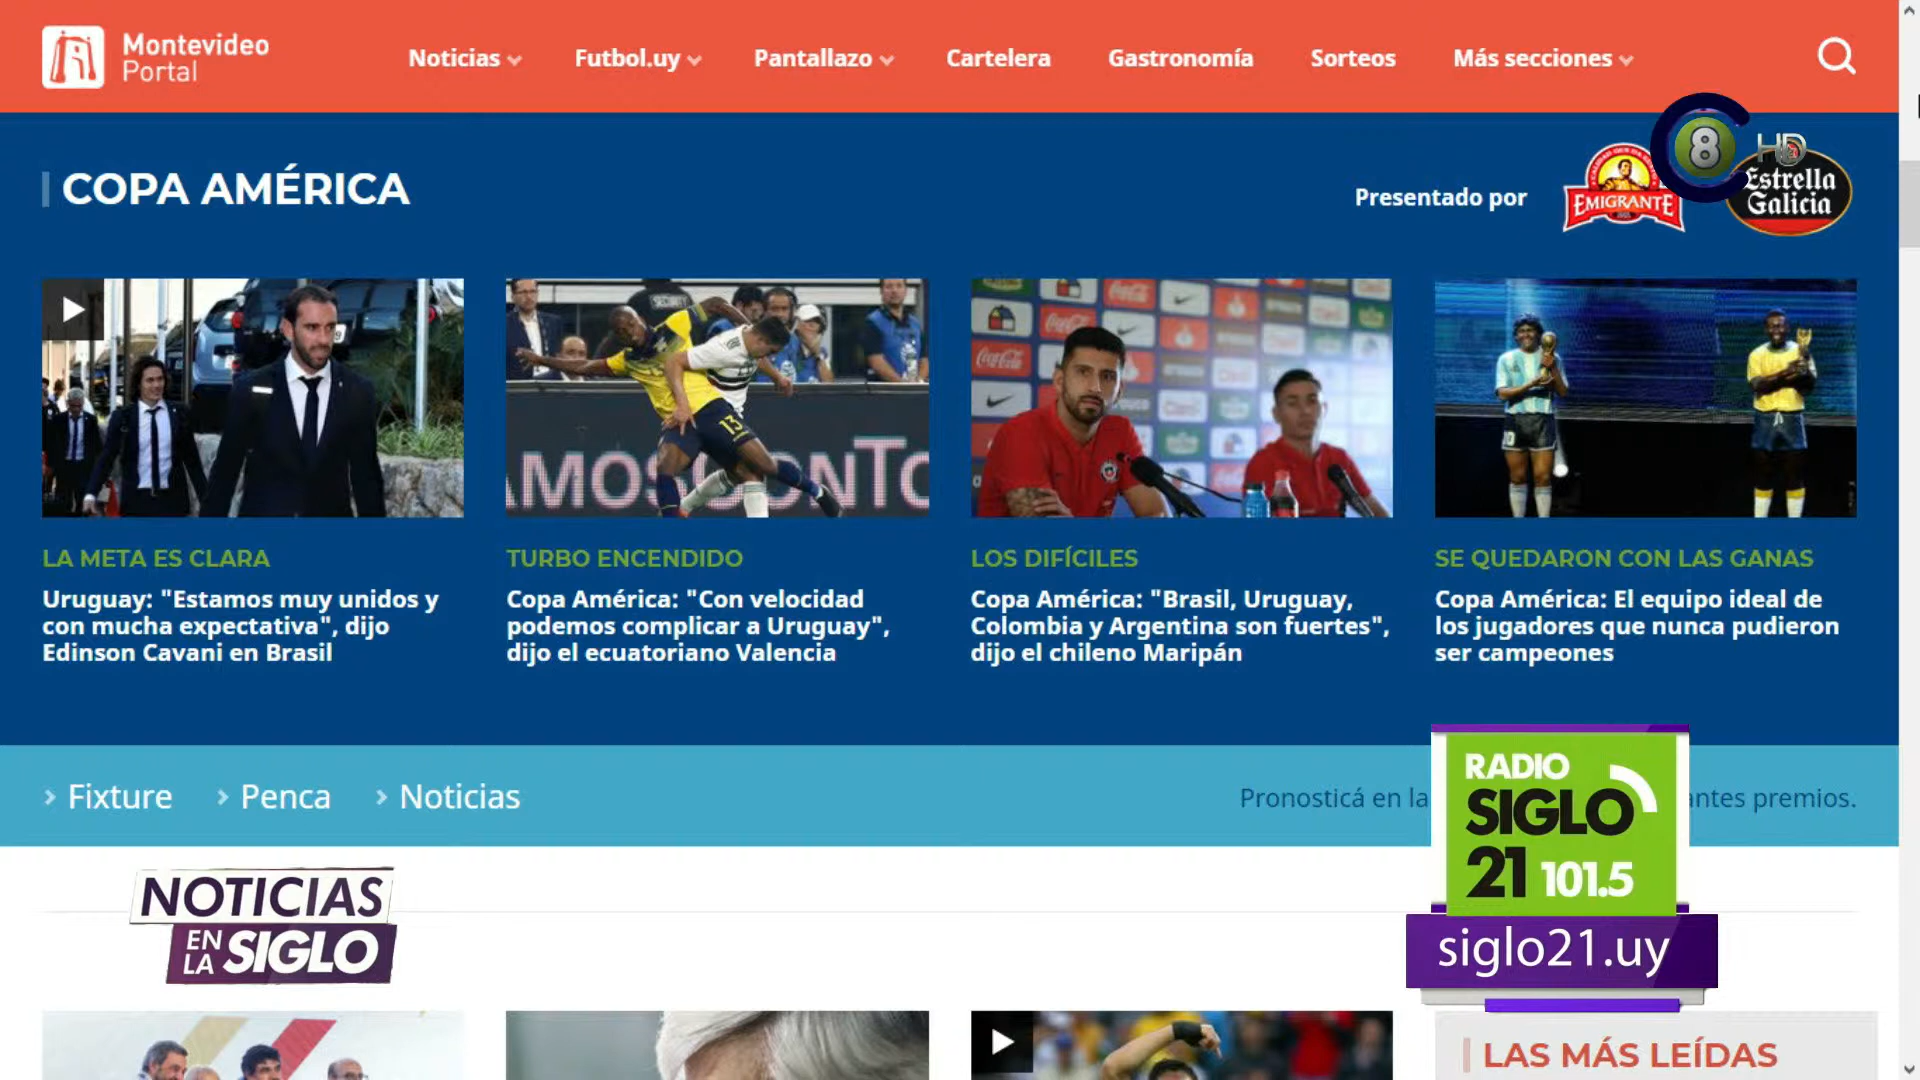 Montevideo
Portal
Noticias
Futbol.uy
Pantallazo
Cartelera
Gastronomía
Sorteos
Más secciones
8
HD
COPA AMÉRICA
Presentado por
EMIGRANTE
Estrella
Galicia
LA META ES CLARA
Uruguay: "Estamos muy unidos y
con mucha expectativa", dijo
Edinson Cavani en Brasil
TURBO ENCENDIDO
Copa América: "Con velocidad
podemos complicar a Uruguay",
dijo el ecuatoriano Valencia
LOS DIFÍCILES
Copa América: "Brasil, Uruguay,
Colombia y Argentina son fuertes",
dijo el chileno Maripán
SE QUEDARON CON LAS GANAS
Copa América: El equipo ideal de
los jugadores que nunca pudieron
ser campeones
Fixture
Penca
Noticias
Pronosticá en la
antes premios.
RADIO
SIGLO
21 101.5
siglo21.uy
NOTICIAS
EN LA SIGLO
LAS MÁS LEÍDAS